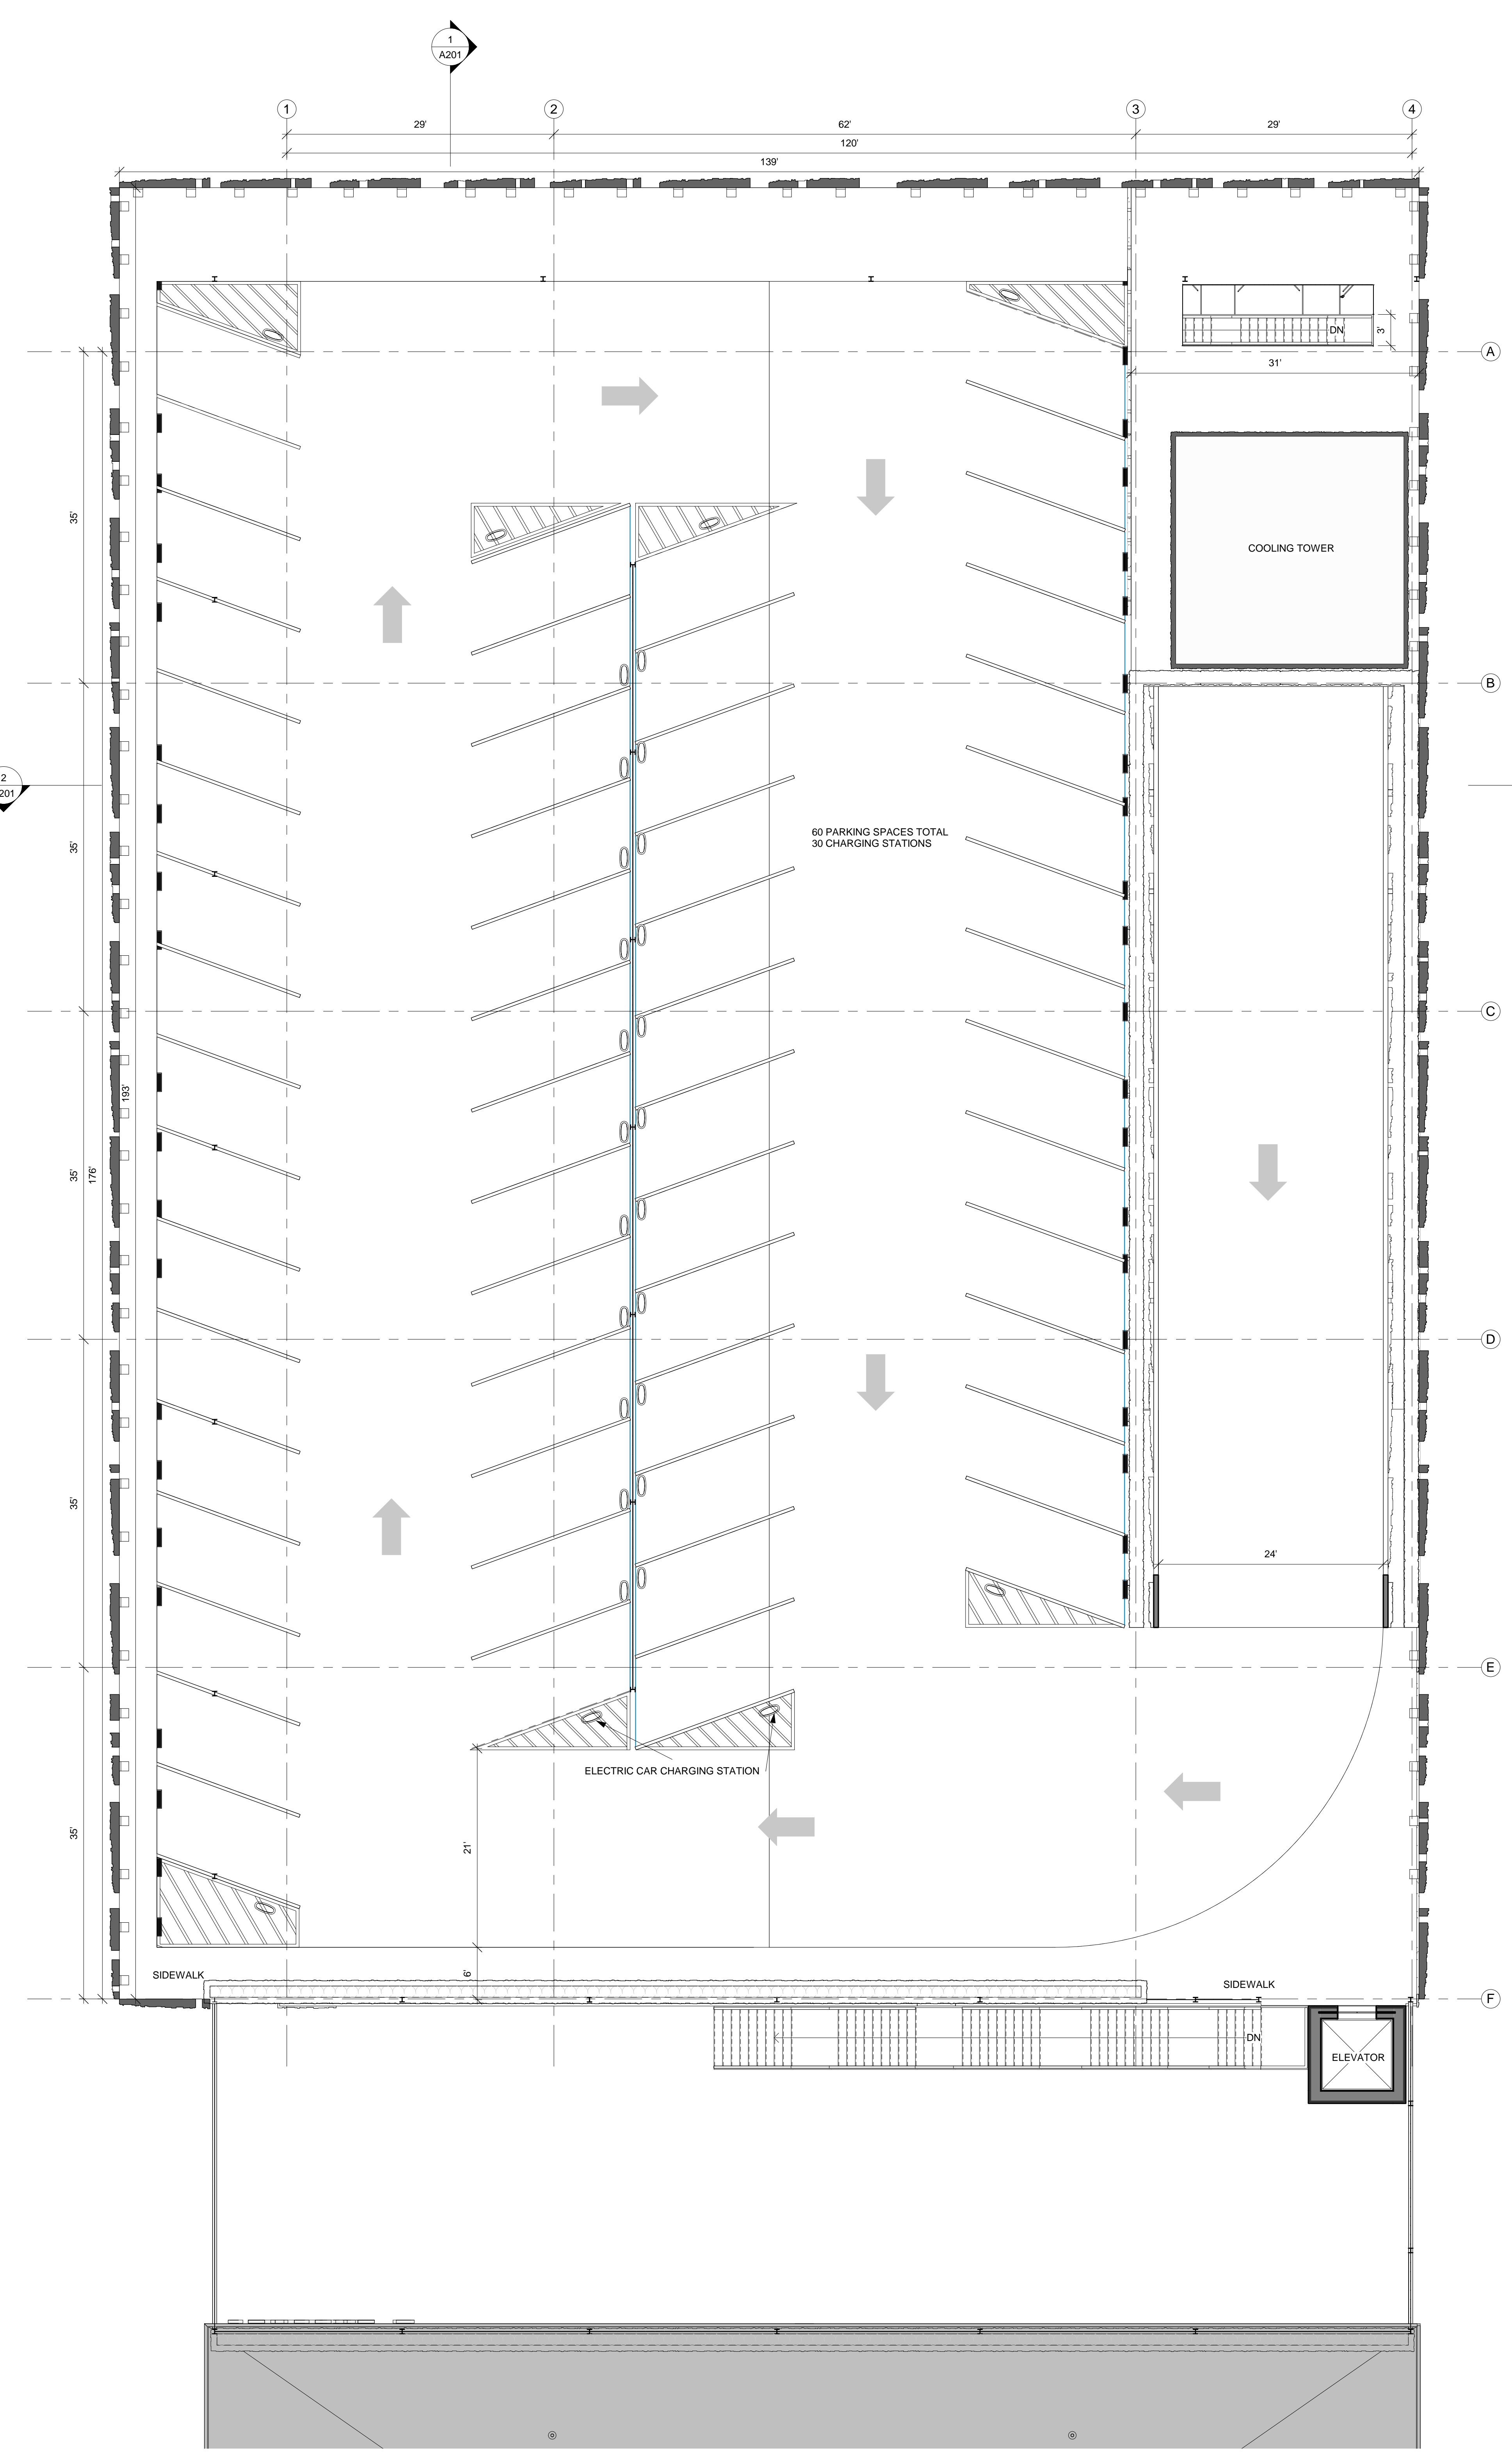 1
A201
1
2
3
4
29'
62'
29'
120'
139'
DN
3'
A
31'
35'
COOLING TOWER
B
2
201
60 PARKING SPACES TOTAL
30 CHARGING STATIONS
35'
C
193'
176'
35'
D
35'
24'
E
ELECTRIC CAR CHARGING STATION
35'
21'
6'
SIDEWALK
SIDEWALK
F
DN
ELEVATOR